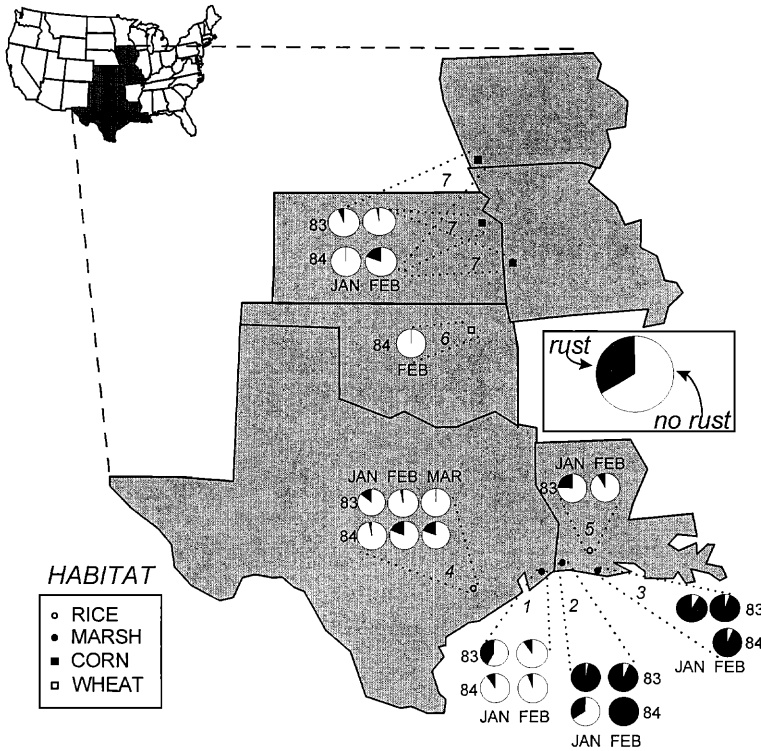 7
83
7
84
7
JAN FEB
rust
84
6
FEB
no rust
JAN FEB MAR
JAN FEB
83
83
84
5
4
HABITAT
RICE
MARSH
CORN
WHEAT
1
2
3
83
84
JAN FEB
83
84
JAN FEB
83
84
JAN FEB